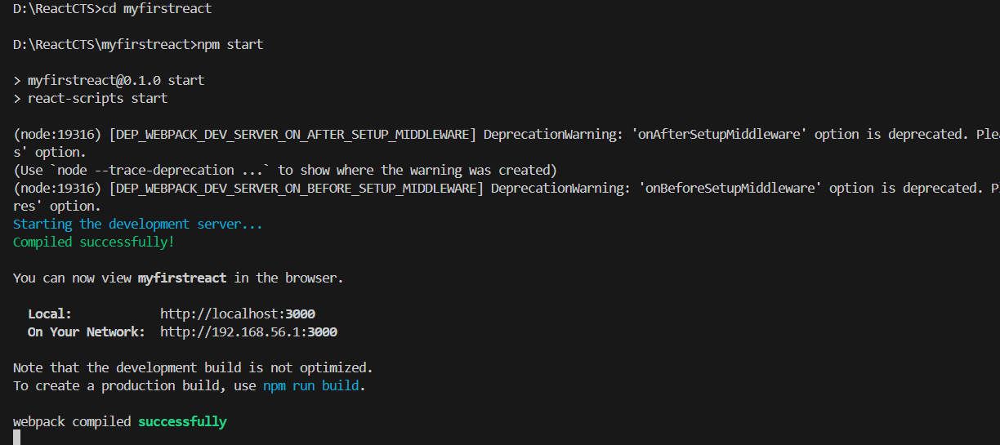 D:\ReactCTS>cd myfirstreact
D:\ReactCTS\myfirstreact>npm start
> myfirstreact@0.1.0 start
> react-scripts start
(node:19316) [DEP_WEBPACK_DEV_SERVER_ON_AFTER_SETUP_MIDDLEWARE] DeprecationWarning: 'onAfterSetupMiddleware' option is deprecated.
s' option.
(Use `node --trace-deprecation ...` to show where the warning was created)
(node:19316) [DEP_WEBPACK_DEV_SERVER_ON_BEFORE_SETUP_MIDDLEWARE] DeprecationWarning: 'onBeforeSetupMiddleware' option is deprecated.
res' option.
Starting the development server...
Compiled successfully!
You can now view myfirstreact in the browser.
Local: http://localhost:3000
On Your Network: http://192.168.56.1:3000
Note that the development build is not optimized.
To create a production build, use npm run build.
webpack compiled successfully